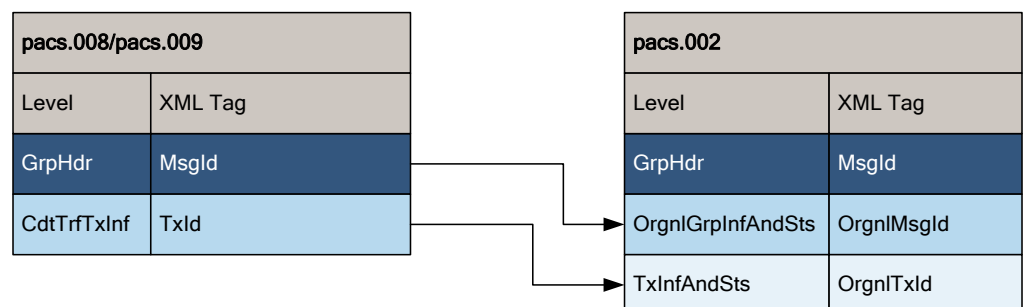 pacs.008/pacs.009
Level XML Tag
GrpHdr MsgId
CdtTrfTxInf TxId
pacs.002
Level XML Tag
GrpHdr MsgId
OrgnlGrpInfAndSts OrgnlMsgId
TxInfAndSts OrgnlTxId